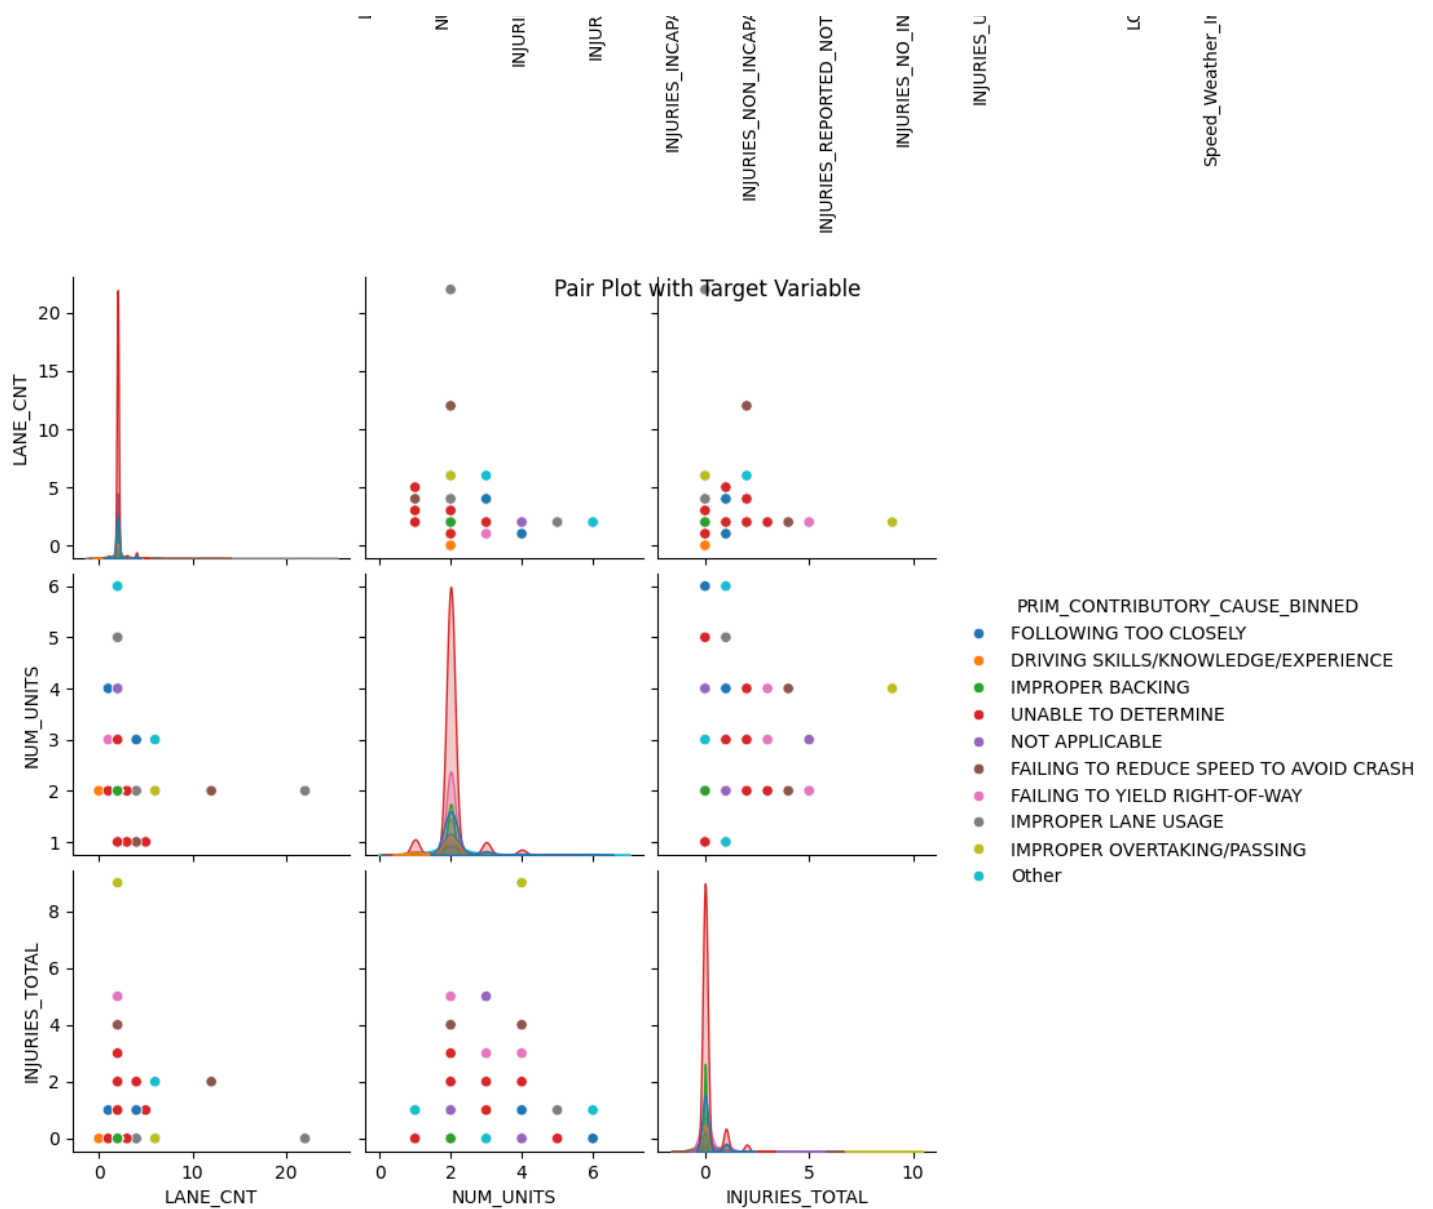 INJURI
INJUR
INJURIES_INCAPA
INJURIES_NON_INCAPA
INJURIES_REPORTED_NOT
INJURIES_NO_IN
INJURIES_U
LC
Speed_Weather_I
Pair Plot with Target Variable
LANE_CNT
20
15
10
5
0
NUM_UNITS
6
5
4
3
2
1
PRIM_CONTRIBUTORY_CAUSE_BINNED
FOLLOWING TOO CLOSELY
DRIVING SKILLS/KNOWLEDGE/EXPERIENCE
IMPROPER BACKING
UNABLE TO DETERMINE
NOT APPLICABLE
FAILING TO REDUCE SPEED TO AVOID CRASH
FAILING TO YIELD RIGHT-OF-WAY
IMPROPER LANE USAGE
IMPROPER OVERTAKING/PASSING
Other
INJURIES_TOTAL
8
6
4
2
0
0 10 20
LANE_CNT
0 2 4 6
NUM_UNITS
0 5 10
INJURIES_TOTAL